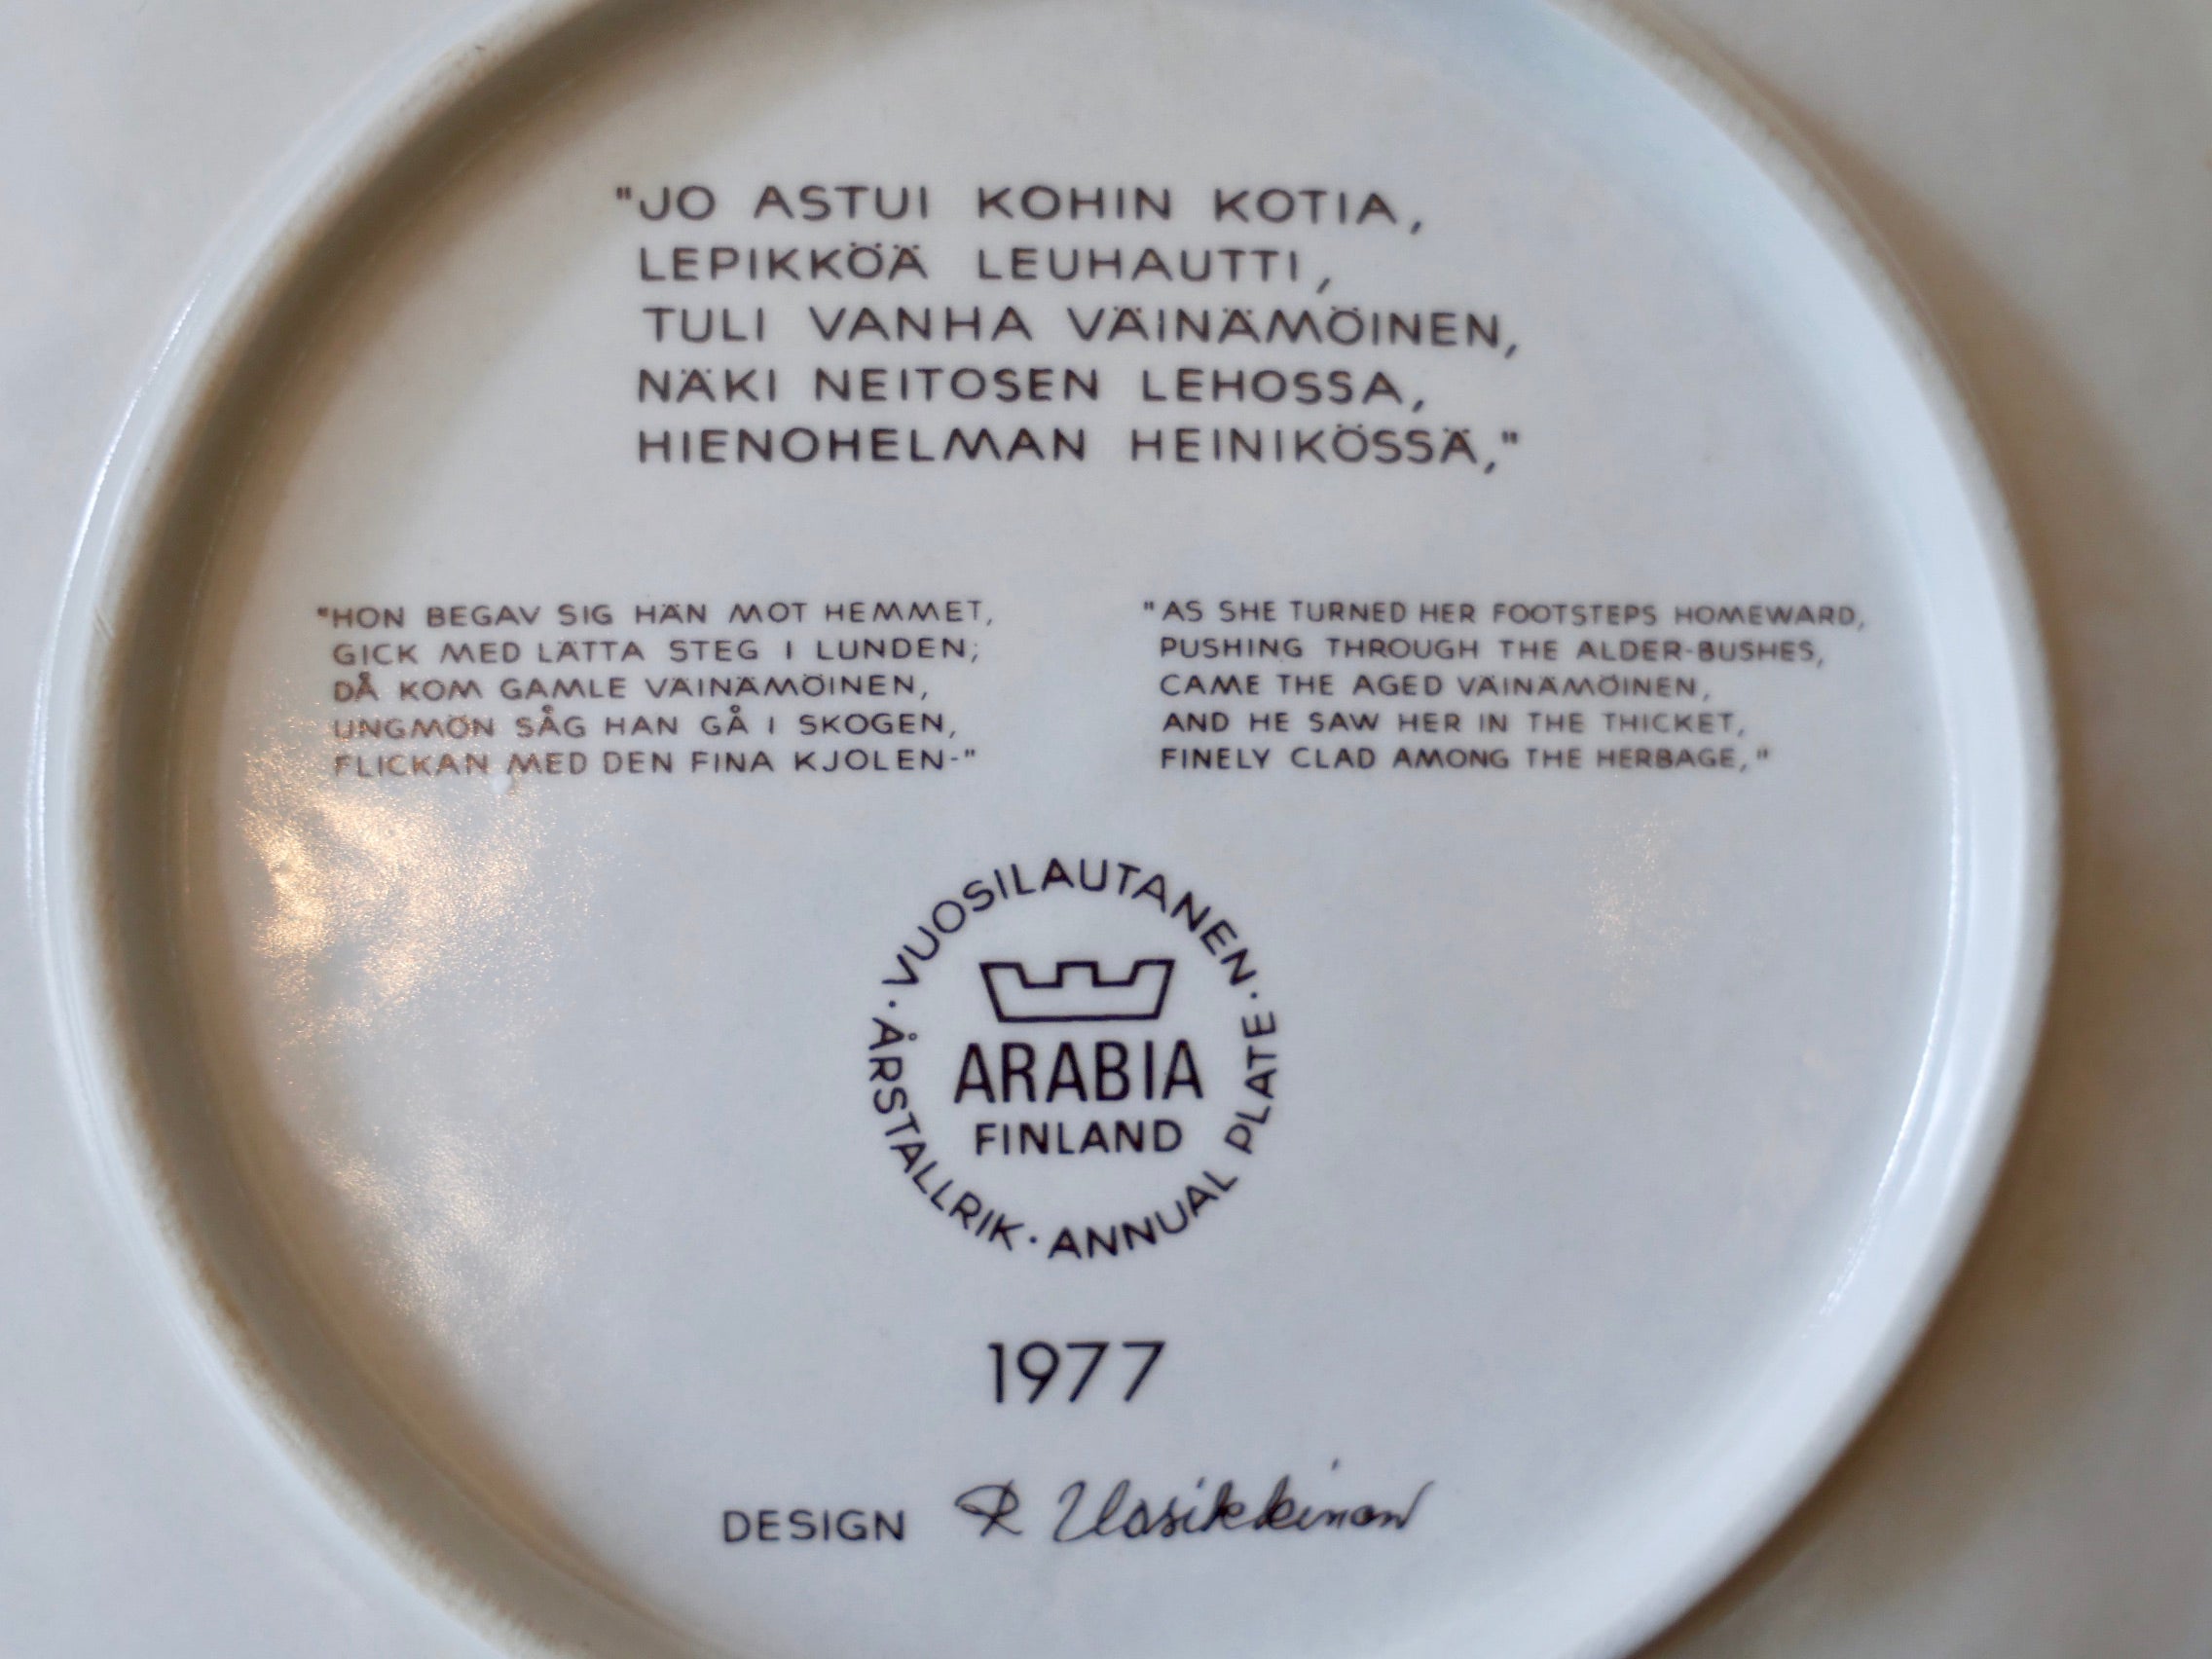 "JO ASTUI KOHIN KOTIA,
LEPIKKÖÄ LEUHAUTTI,
TULI VANHA VÄINÄMÖINEN,
NÄKI NEITOSEN LEHOSSA,
HIENOHELMAN HEINIKÖSSÄ,"
"HON BEGAV SIG HÄN MOT HEMMET,
GICK MED LÄTTA STEG I LUNDEN;
DÅ KOM GAMLE VÄINÄMÖINEN,
UNGMÖN SÅG HAN GÅ I SKOGEN,
FLICKAN MED DEN FINA KJOLEN-"
"AS SHE TURNED HER FOOTSTEPS HOMEWARD,
PUSHING THROUGH THE ALDER-BUSHES,
CAME THE AGED VÄINÄMÖINEN,
AND HE SAW HER IN THE THICKET,
FINELY CLAD AMONG THE HERBAGE,"
· VUOSILAUTANEN · ANNUAL PLATE · ÅRSTALLRIK
ARABIA
FINLAND
1977
DESIGN R Uosikkinen